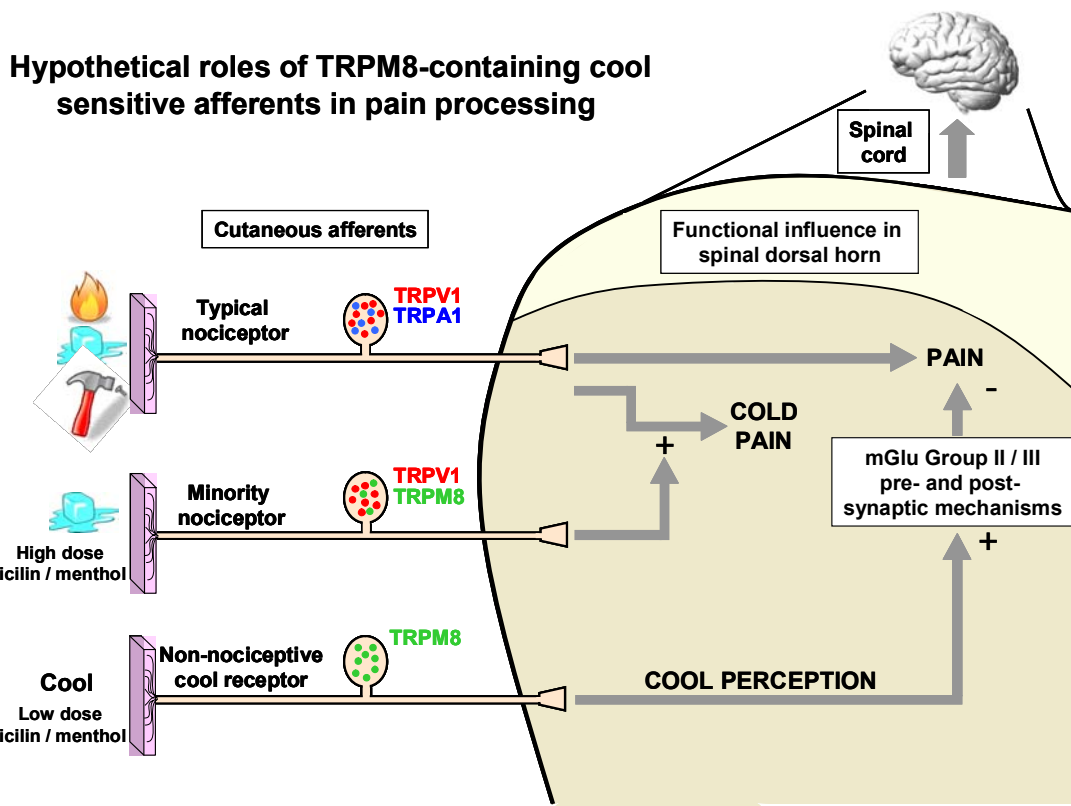 Hypothetical roles of TRPM8-containing cool
sensitive afferents in pain processing
Spinal
cord
Cutaneous afferents
Functional influence in
spinal dorsal horn
Typical
nociceptor
TRPV1
TRPA1
PAIN
-
COLD
PAIN
+
mGlu Group II / III
pre- and post-
synaptic mechanisms
+
Minority
nociceptor
TRPV1
TRPM8
High dose
icilin / menthol
Non-nociceptive
cool receptor
TRPM8
Cool
Low dose
icilin / menthol
COOL PERCEPTION